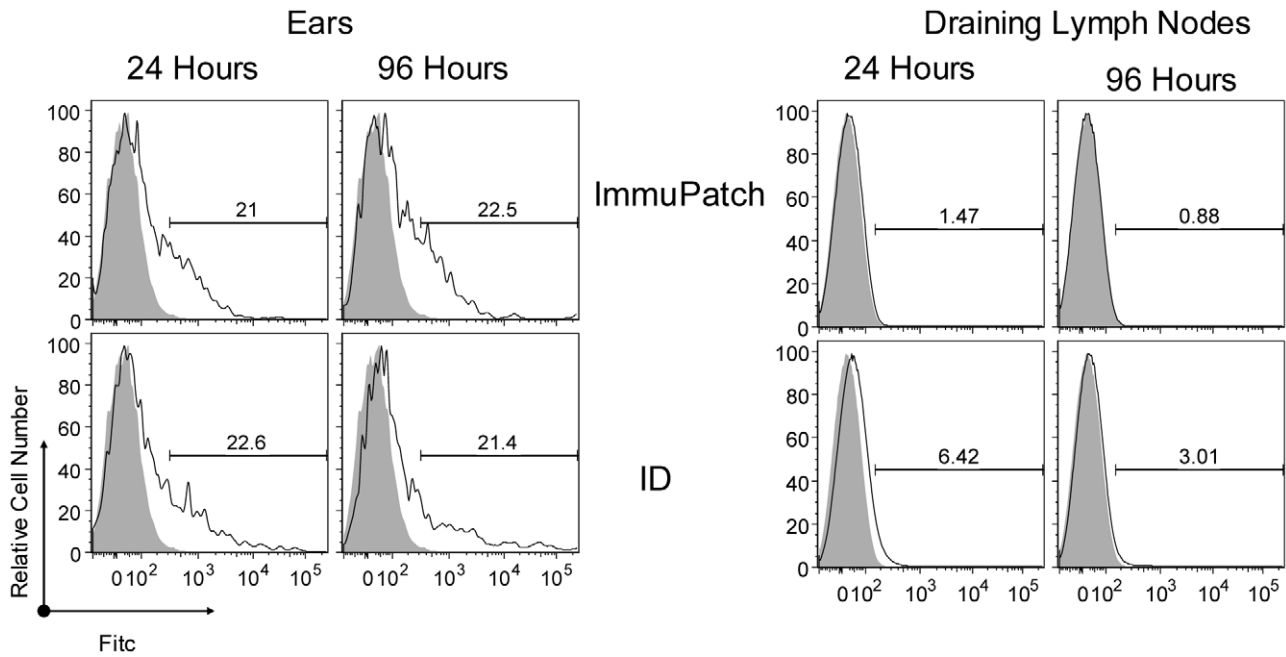 Ears
Draining Lymph Nodes
24 Hours
96 Hours
24 Hours
96 Hours
100
80
60
40
20
0
21
22.5
ImmuPatch
100
80
60
40
20
0
1.47
0.88
100
80
60
40
20
0
22.6
21.4
ID
100
80
60
40
20
0
6.42
3.01
0 10² 10³ 10⁴ 10⁵
0 10² 10³ 10⁴ 10⁵
0 10² 10³ 10⁴ 10⁵
0 10² 10³ 10⁴ 10⁵
Relative Cell Number
Fitc